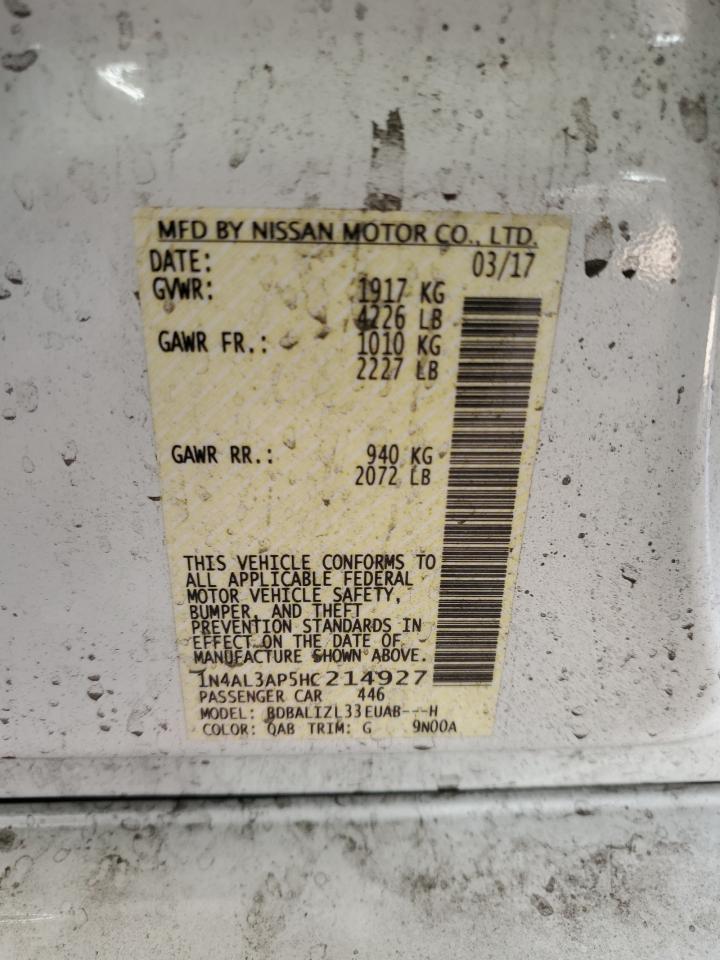 MFD BY NISSAN MOTOR CO., LTD.
DATE: 03/17
GVWR: 1917 KG
4226 LB
GAWR FR.: 1010 KG
2227 LB
GAWR RR.: 940 KG
2072 LB
THIS VEHICLE CONFORMS TO
ALL APPLICABLE FEDERAL
MOTOR VEHICLE SAFETY,
BUMPER, AND THEFT
PREVENTION STANDARDS IN
EFFECT ON THE DATE OF
MANUFACTURE SHOWN ABOVE.
1N4AL3AP5HC214927
PASSENGER CAR 446
MODEL: BDBALIZL33EUAB---H
COLOR: QAB TRIM: G 9N00A